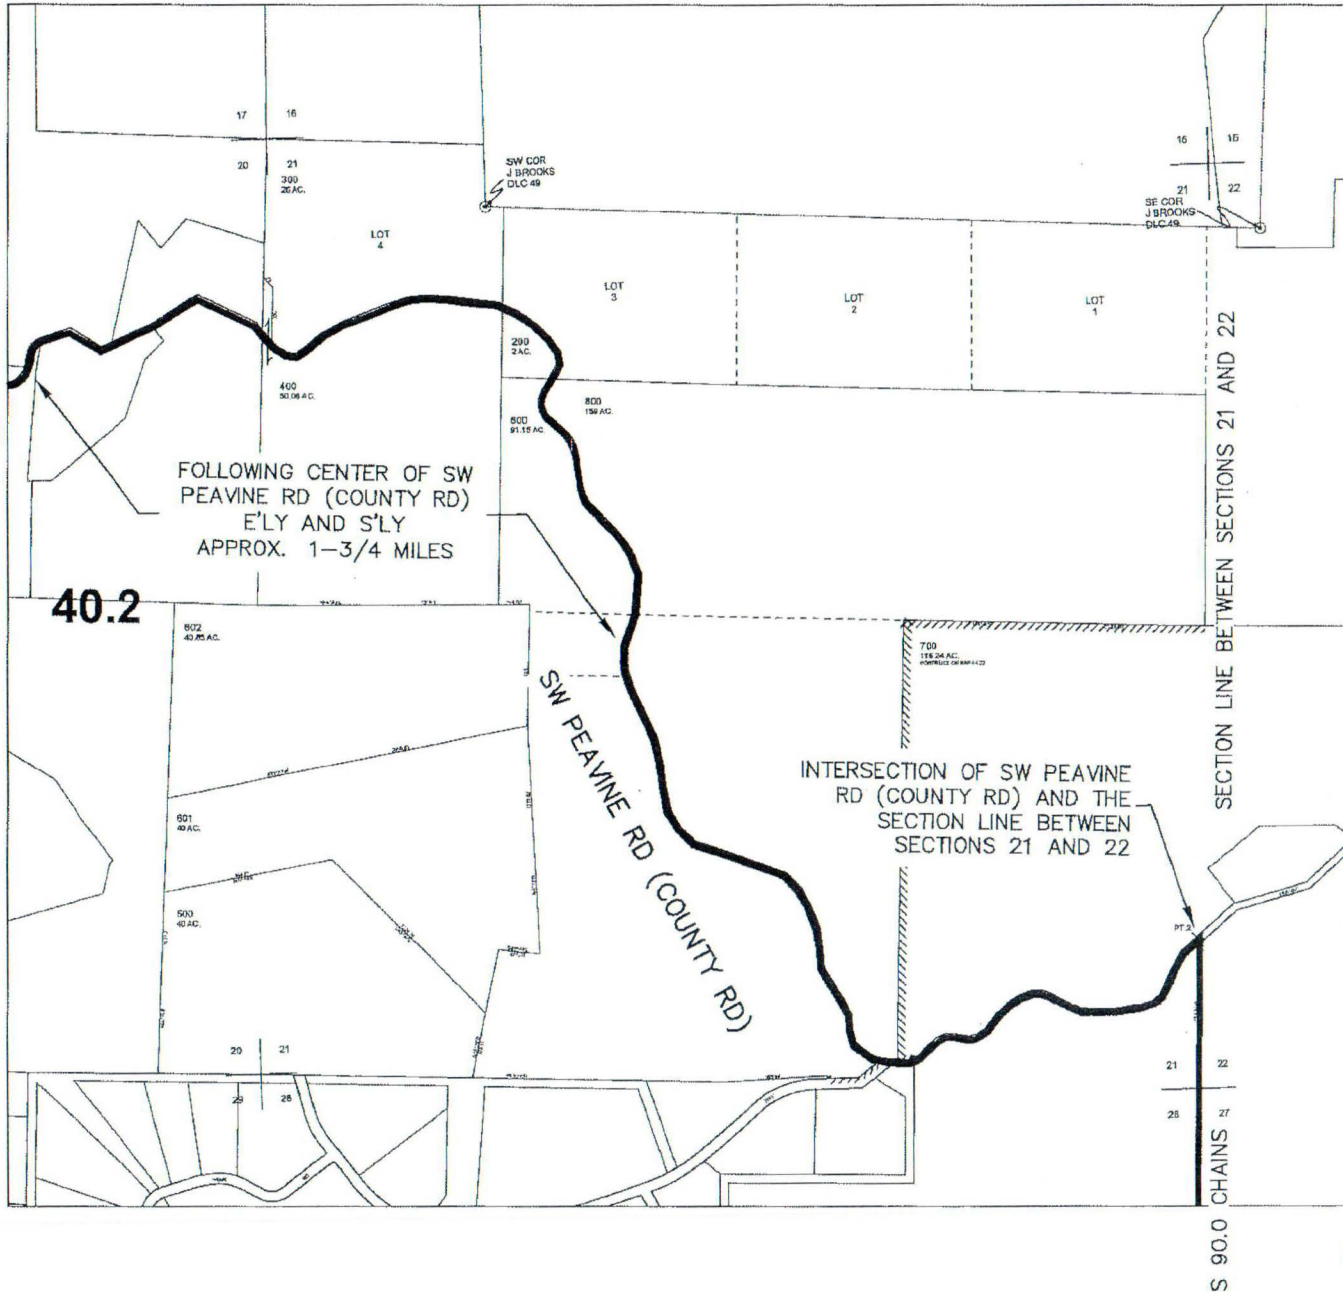 17 16
20 21
300
26 AC.
SW COR
J BROOKS
DLC 49
16 15
21 22
SE COR
J BROOKS
DLC 49
LOT
4
LOT
3
LOT
2
LOT
1
200
2 AC.
400
50.06 AC.
600
91.15 AC.
800
159 AC.
FOLLOWING CENTER OF SW
PEAVINE RD (COUNTY RD)
E'LY AND S'LY
APPROX. 1-3/4 MILES
40.2
602
40.85 AC.
700
SECTION LINE BETWEEN SECTIONS 21 AND 22
SW PEAVINE RD (COUNTY RD)
INTERSECTION OF SW PEAVINE
RD (COUNTY RD) AND THE
SECTION LINE BETWEEN
SECTIONS 21 AND 22
601
40 AC.
500
40 AC.
PT.2
20 21
29 28
21 22
28 27
S 90.0 CHAINS